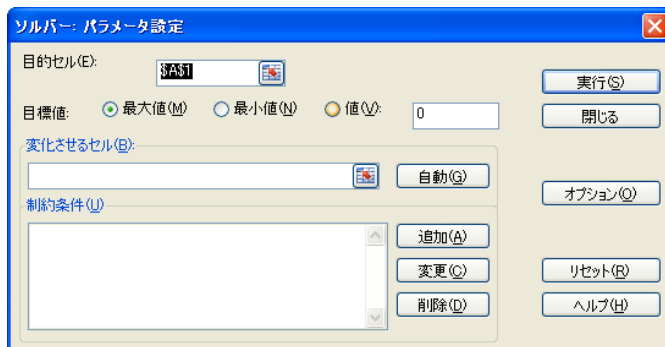 ソルバー: パラメータ設定
目的セル(E):
$A$1
実行(S)
目標値:
最大値(M)
最小値(N)
値(V):
0
閉じる
変化させるセル(B):
自動(G)
オプション(O)
制約条件(U)
追加(A)
変更(C)
リセット(R)
削除(D)
ヘルプ(H)